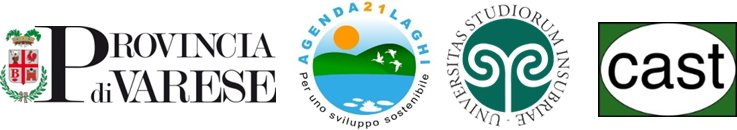 PROVINCIA
di VARESE
AGENDA21LAGHI
Per uno sviluppo sostenibile
UNIVERSITAS STUDIORUM INSUBRIAE
cast